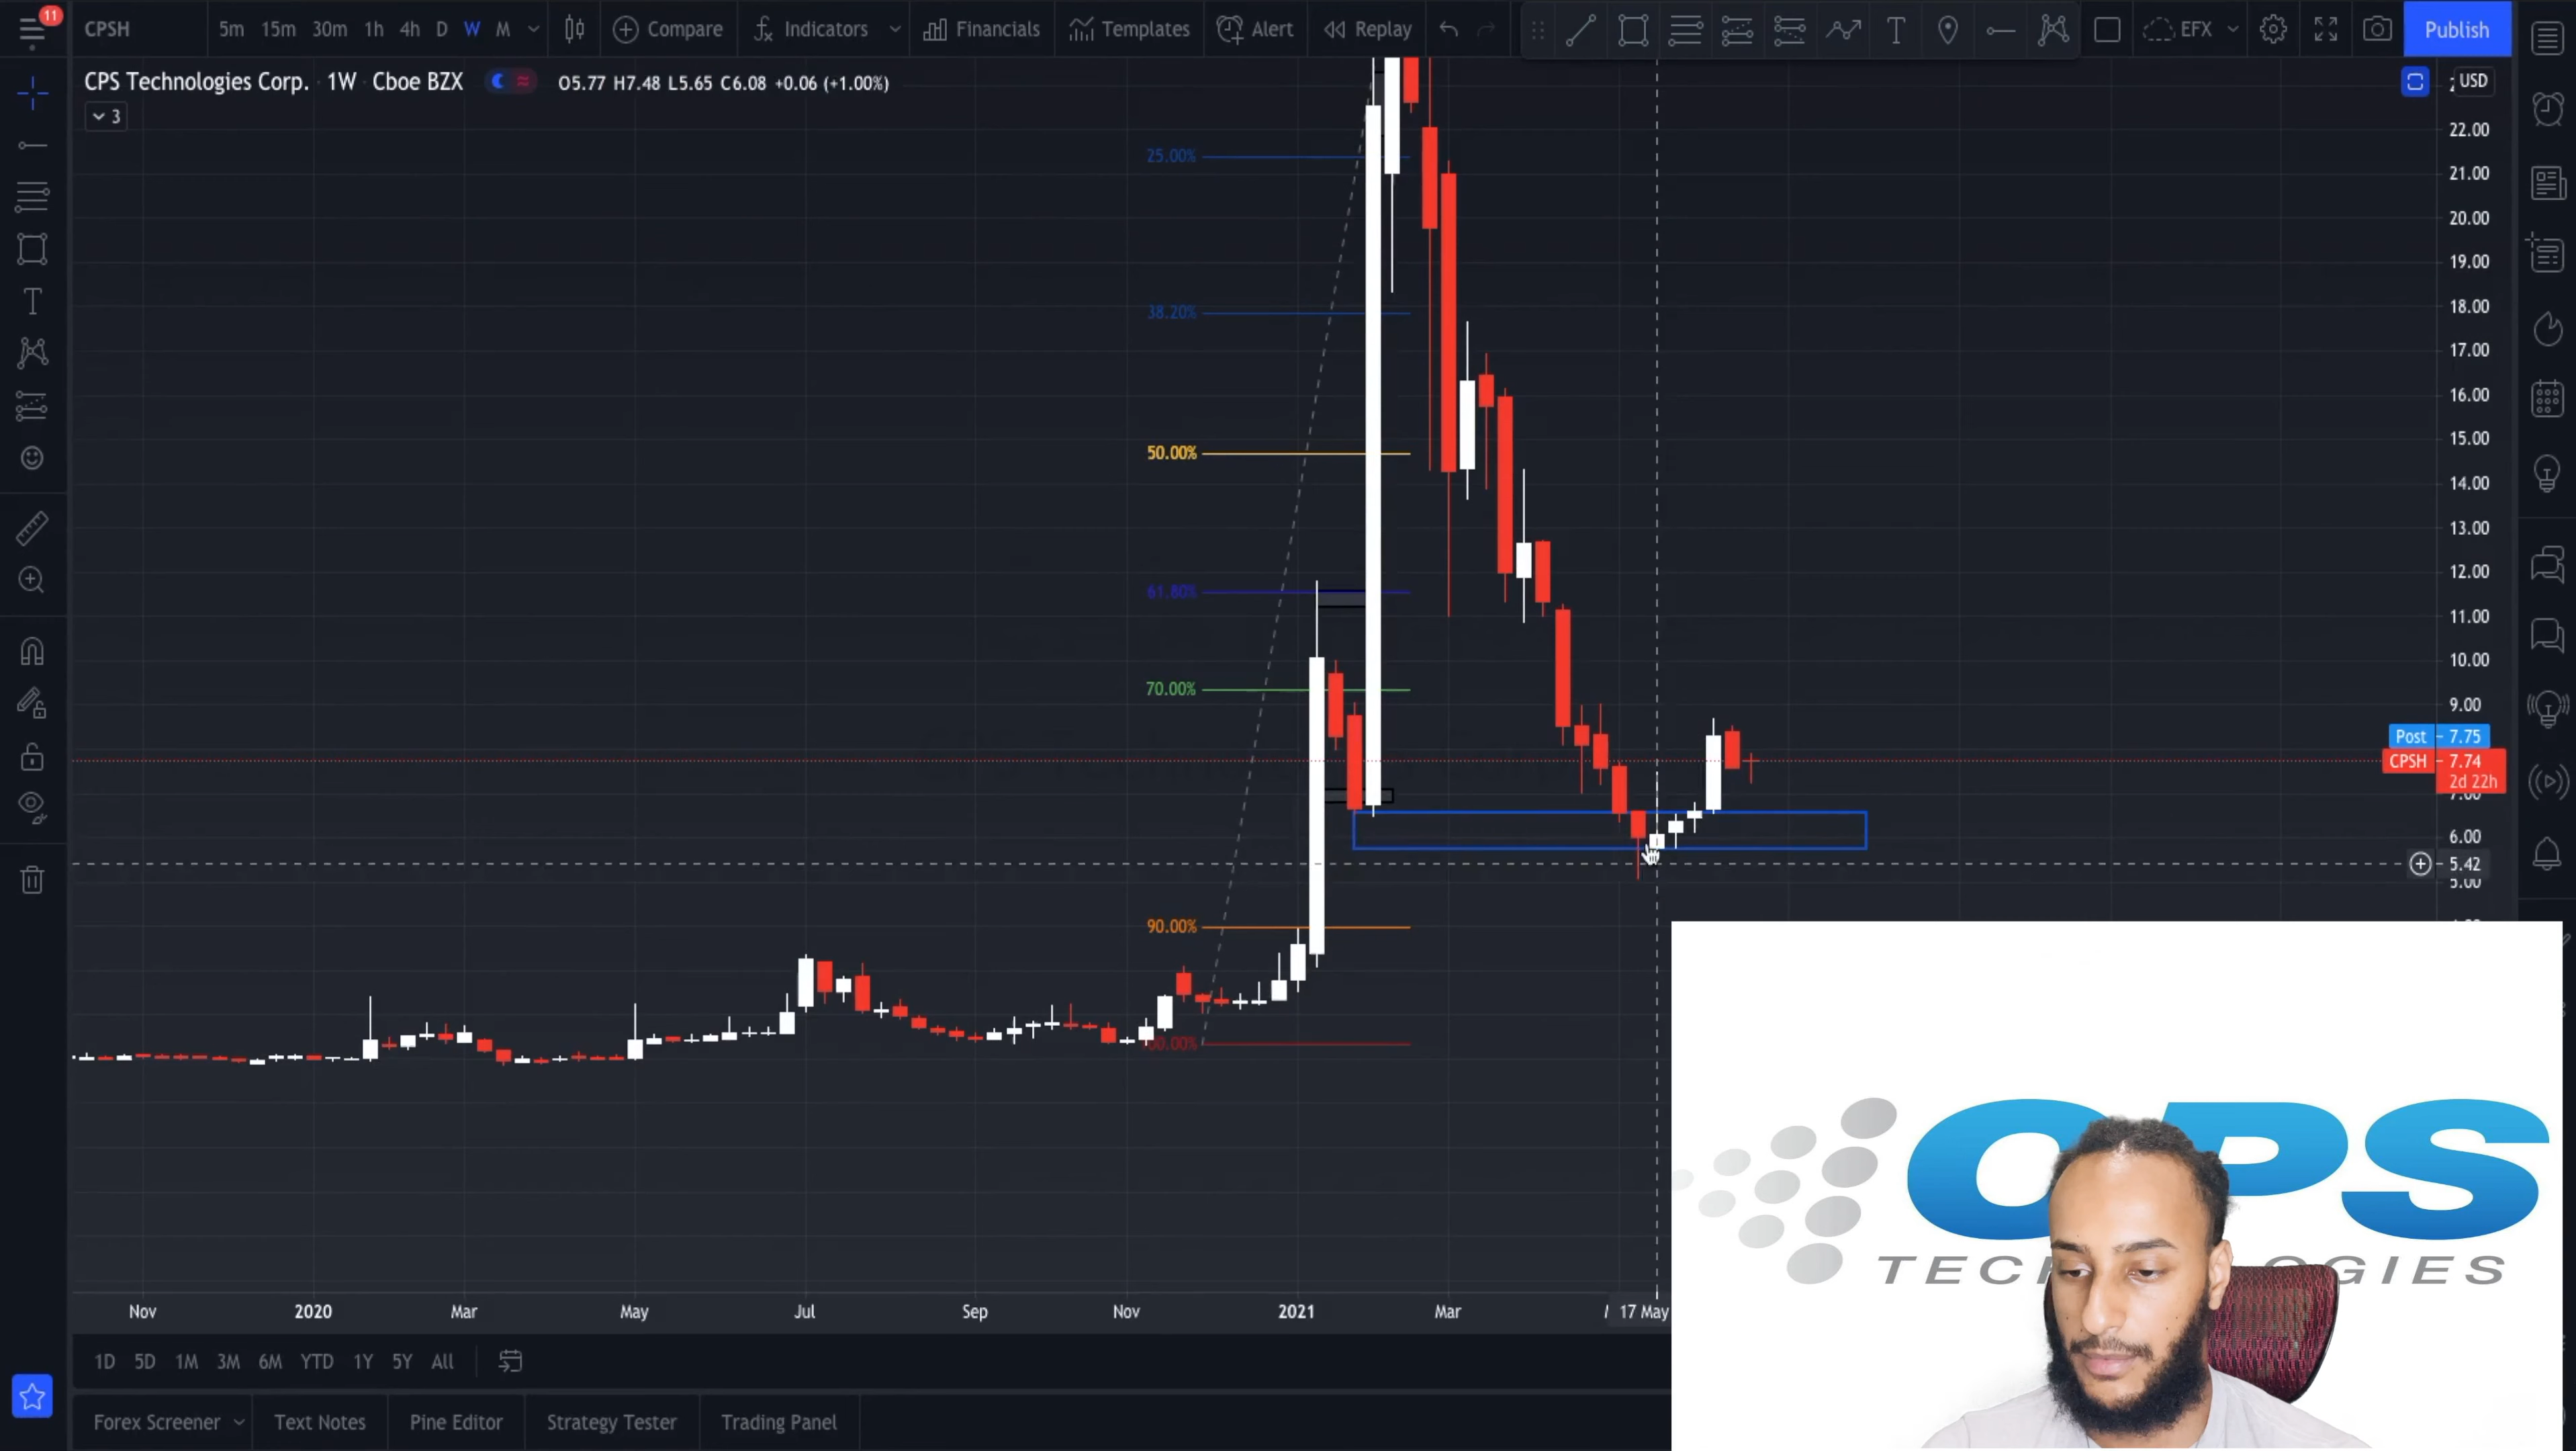 11
CPSH 5m 15m 30m 1h 4h D W M Compare Indicators Financials Templates Alert Replay T EFX Publish
CPS Technologies Corp. · 1W · Cboe BZX O5.77 H7.48 L5.65 C6.08 +0.06 (+1.00%)
USD
3
22.00
25.00%
21.00
20.00
19.00
38.20%
18.00
17.00
16.00
50.00%
15.00
14.00
13.00
12.00
61.80%
11.00
10.00
70.00%
9.00
Post 7.75
CPSH 7.74
2d 22h
7.00
6.00
5.42
5.00
90.00%
CPS
Nov 2020 Mar May Jul Sep Nov 2021 Mar 17 May
1D 5D 1M 3M 6M YTD 1Y 5Y All
Forex Screener Text Notes Pine Editor Strategy Tester Trading Panel